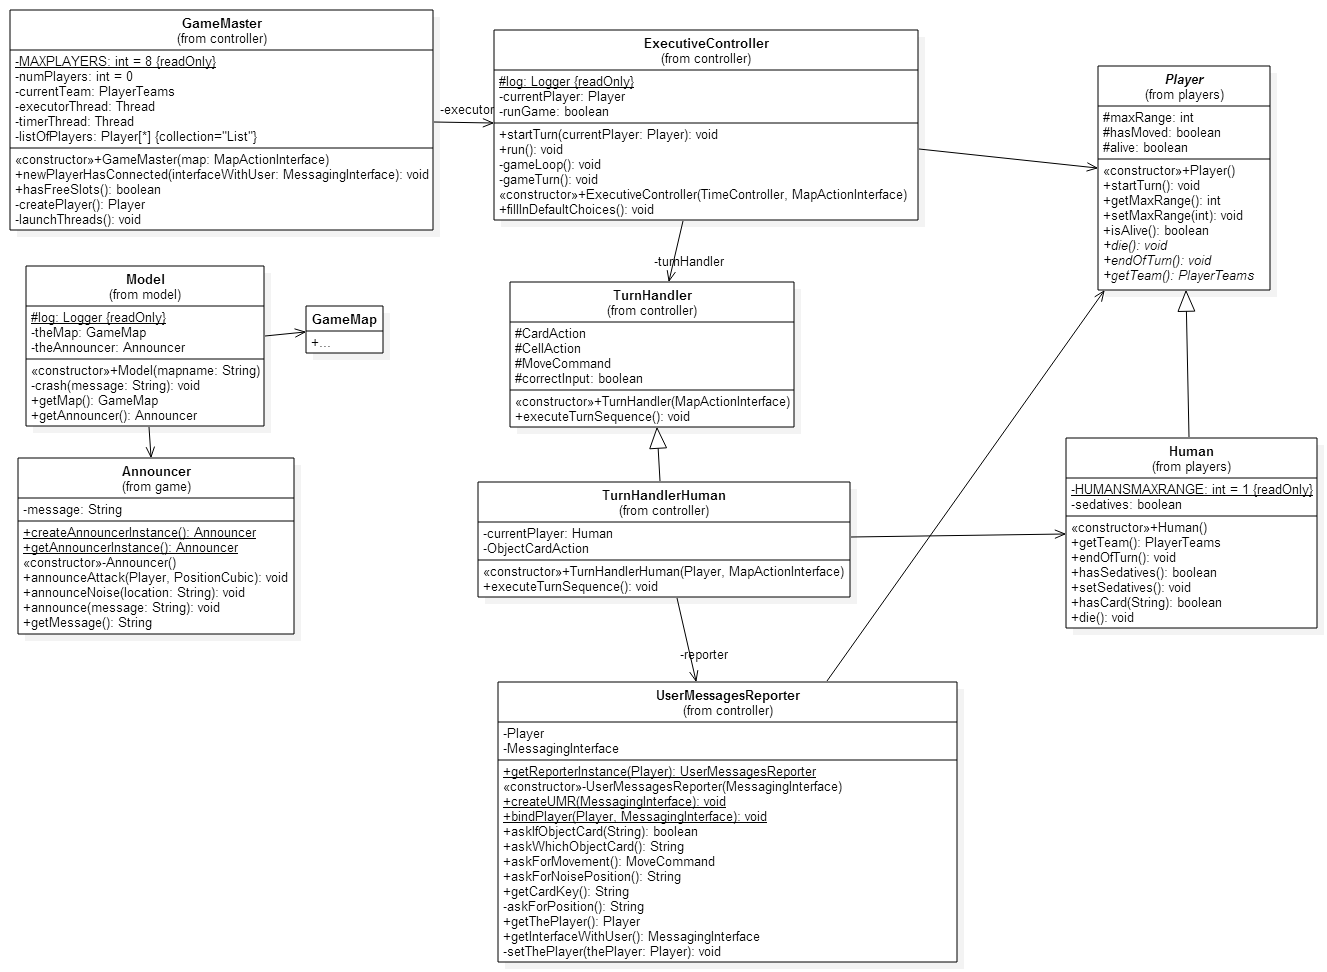 GameMaster
(from controller)
-MAXPLAYERS: int = 8 {readOnly}
-numPlayers: int = 0
-currentTeam: PlayerTeams
-executorThread: Thread
-timerThread: Thread
-listOfPlayers: Player[*] {collection="List"}
«constructor»+GameMaster(map: MapActionInterface)
+newPlayerHasConnected(interfaceWithUser: MessagingInterface): void
+hasFreeSlots(): boolean
-createPlayer(): Player
-launchThreads(): void
-executor
ExecutiveController
(from controller)
#log: Logger {readOnly}
-currentPlayer: Player
-runGame: boolean
+startTurn(currentPlayer: Player): void
+run(): void
-gameLoop(): void
-gameTurn(): void
«constructor»+ExecutiveController(TimeController, MapActionInterface)
+fillInDefaultChoices(): void
Player
(from players)
#maxRange: int
#hasMoved: boolean
#alive: boolean
«constructor»+Player()
+startTurn(): void
+getMaxRange(): int
+setMaxRange(int): void
+isAlive(): boolean
+die(): void
+endOfTurn(): void
+getTeam(): PlayerTeams
Model
(from model)
#log: Logger {readOnly}
-theMap: GameMap
-theAnnouncer: Announcer
«constructor»+Model(mapname: String)
-crash(message: String): void
+getMap(): GameMap
+getAnnouncer(): Announcer
GameMap
+...
-turnHandler
TurnHandler
(from controller)
#CardAction
#CellAction
#MoveCommand
#correctInput: boolean
«constructor»+TurnHandler(MapActionInterface)
+executeTurnSequence(): void
Announcer
(from game)
-message: String
+createAnnouncerInstance(): Announcer
+getAnnouncerInstance(): Announcer
«constructor»-Announcer()
+announceAttack(Player, PositionCubic): void
+announceNoise(location: String): void
+announce(message: String): void
+getMessage(): String
TurnHandlerHuman
(from controller)
-currentPlayer: Human
-ObjectCardAction
«constructor»+TurnHandlerHuman(Player, MapActionInterface)
+executeTurnSequence(): void
Human
(from players)
-HUMANSMAXRANGE: int = 1 {readOnly}
-sedatives: boolean
«constructor»+Human()
+getTeam(): PlayerTeams
+endOfTurn(): void
+hasSedatives(): boolean
+setSedatives(): void
+hasCard(String): boolean
+die(): void
-reporter
UserMessagesReporter
(from controller)
-Player
-MessagingInterface
+getReporterInstance(Player): UserMessagesReporter
«constructor»-UserMessagesReporter(MessagingInterface)
+createUMR(MessagingInterface): void
+bindPlayer(Player, MessagingInterface): void
+askIfObjectCard(String): boolean
+askWhichObjectCard(): String
+askForMovement(): MoveCommand
+askForNoisePosition(): String
+getCardKey(): String
-askForPosition(): String
+getThePlayer(): Player
+getInterfaceWithUser(): MessagingInterface
-setThePlayer(thePlayer: Player): void